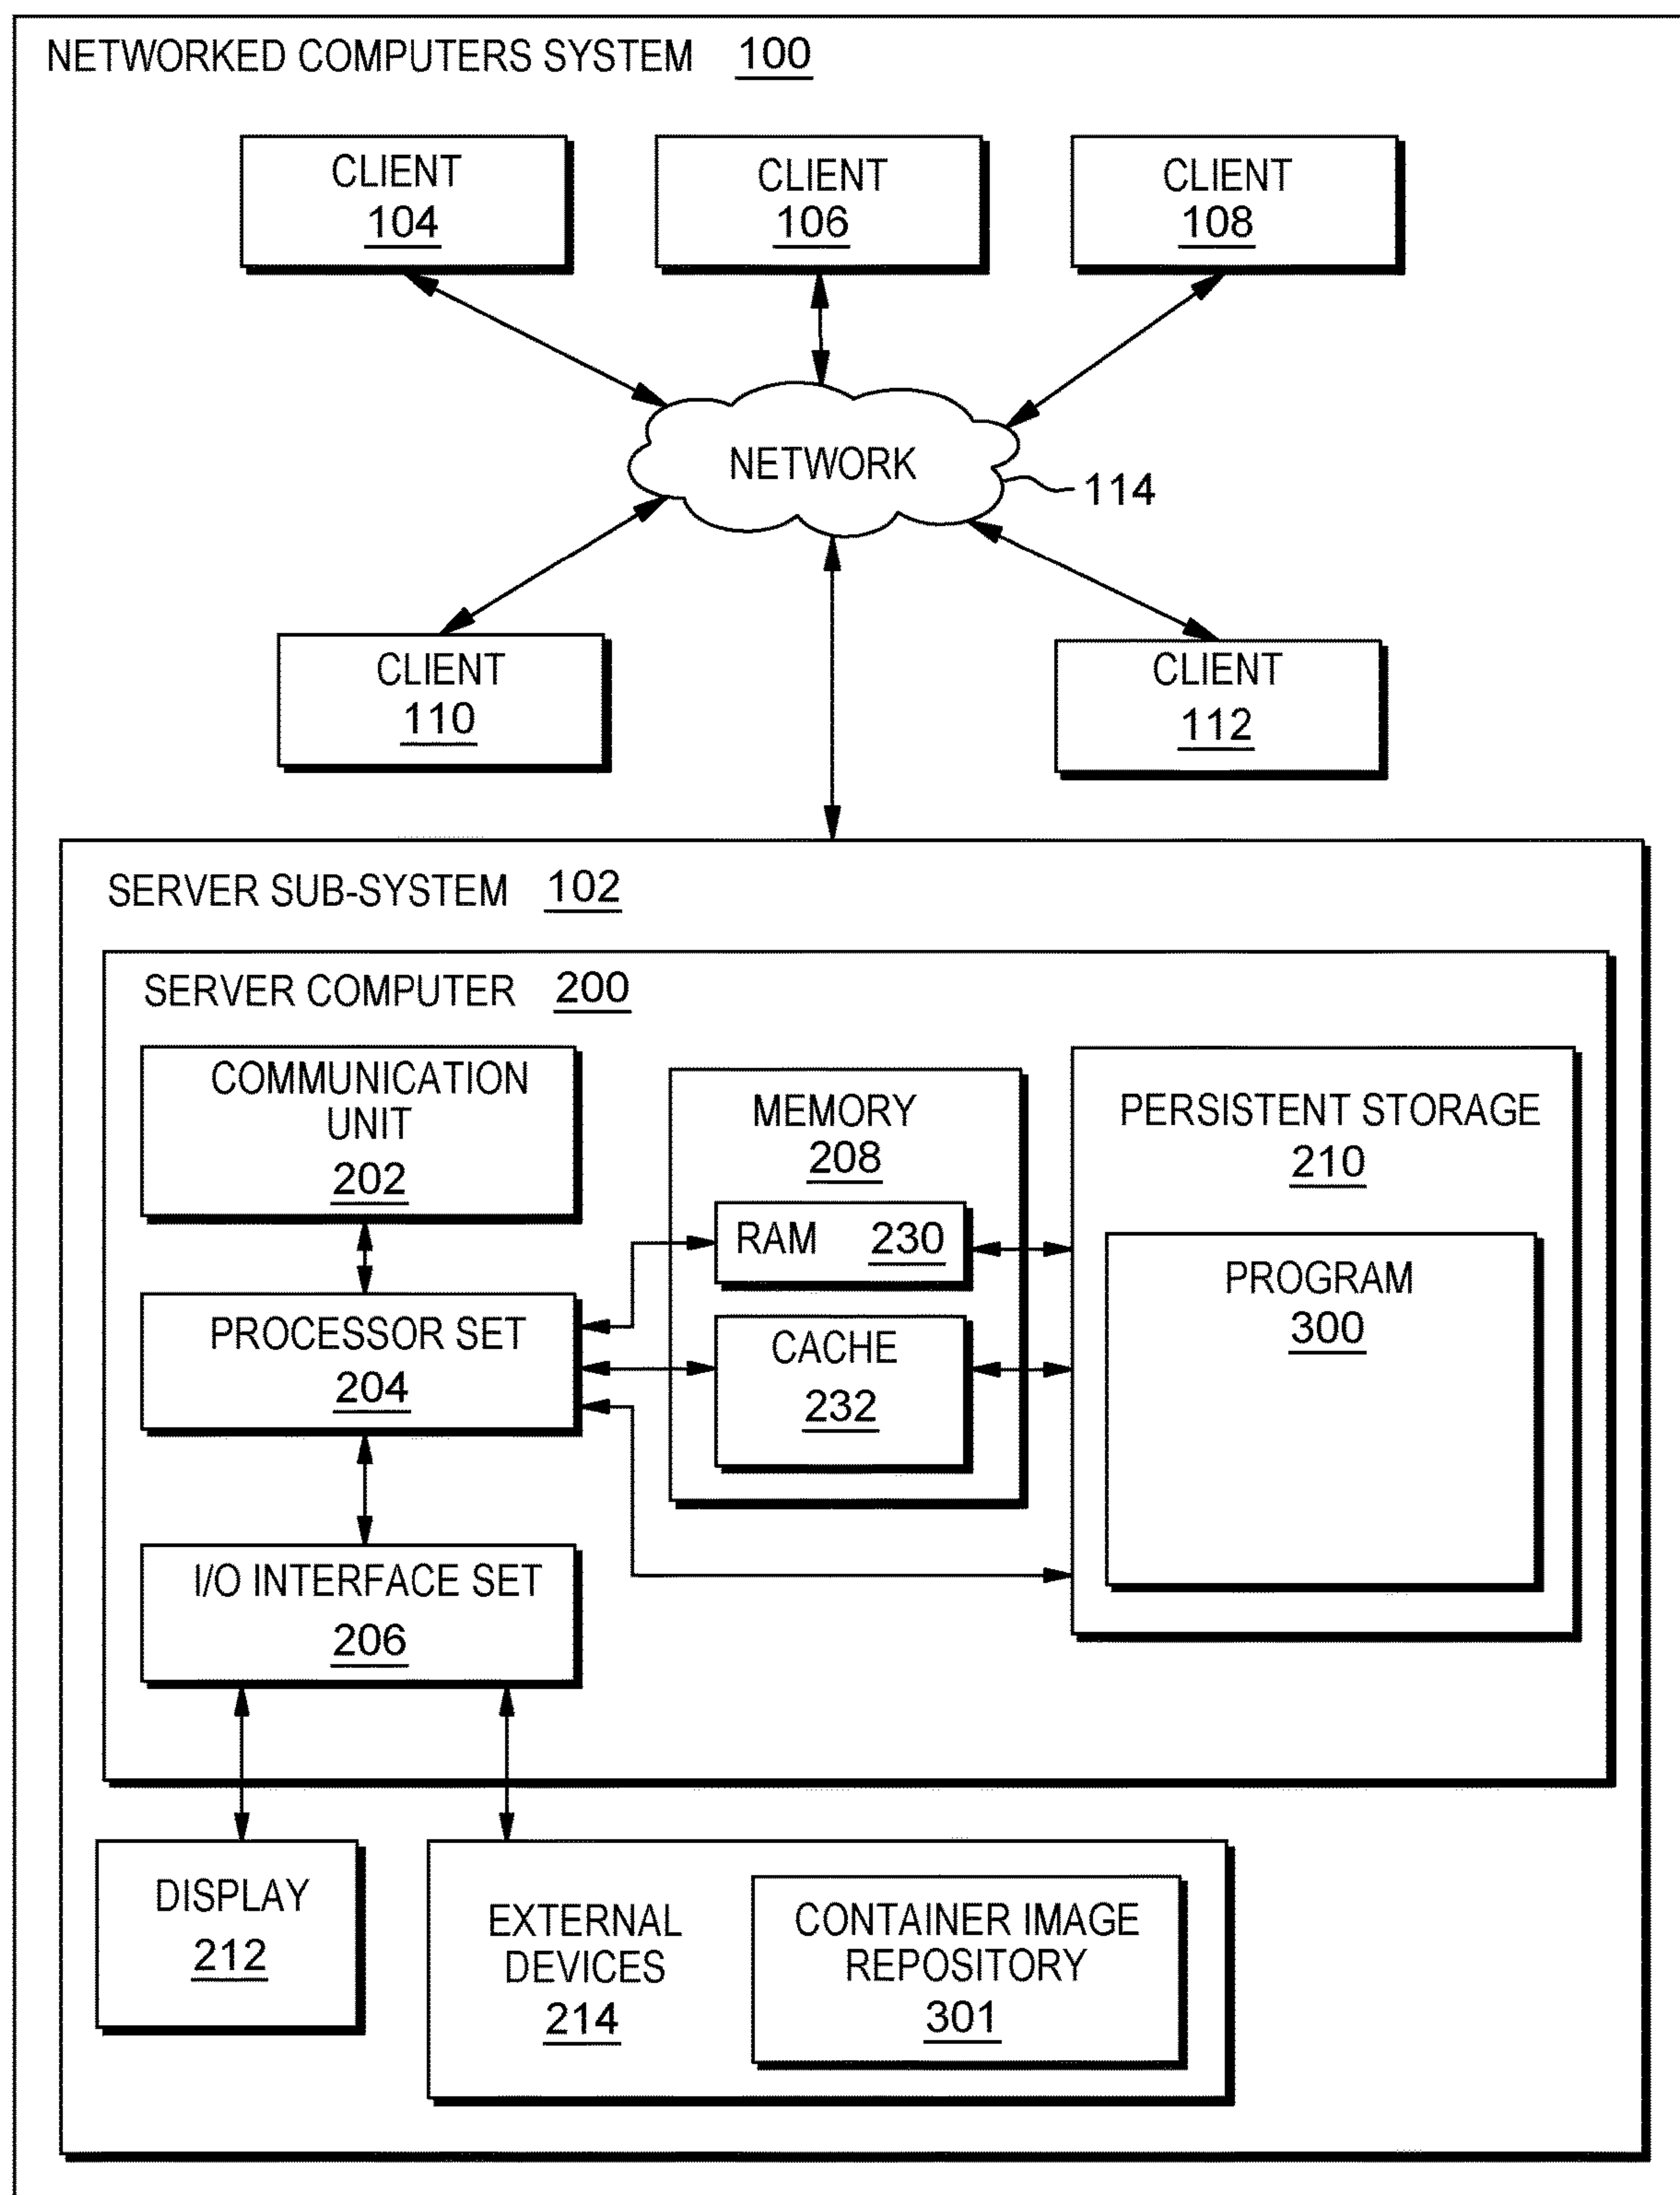 NETWORKED COMPUTERS SYSTEM 100
CLIENT
104
CLIENT
106
CLIENT
108
NETWORK
114
CLIENT
110
CLIENT
112
SERVER SUB-SYSTEM 102
SERVER COMPUTER 200
COMMUNICATION
UNIT
202
PROCESSOR SET
204
I/O INTERFACE SET
206
MEMORY
208
RAM 230
CACHE
232
PERSISTENT STORAGE
210
PROGRAM
300
DISPLAY
212
EXTERNAL
DEVICES
214
CONTAINER IMAGE
REPOSITORY
301